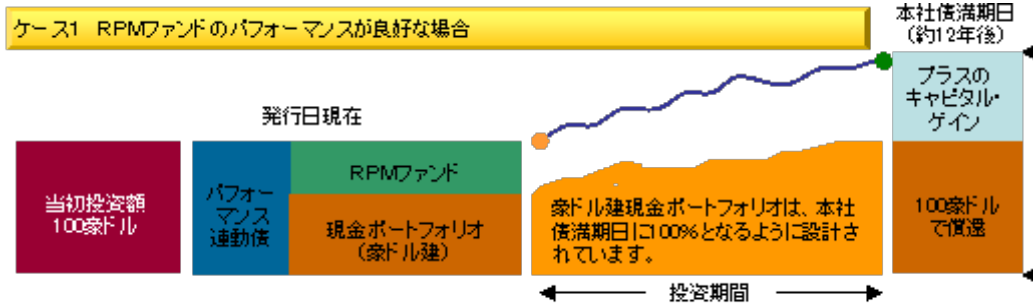 ケース1 RPMファンドのパフォーマンスが良好な場合
本社債満期日
（約12年後）
プラスの
キャピタル・
ゲイン
発行日現在
当初投資額
100豪ドル
パフォー
マンス
連動債
RPMファンド
現金ポートフォリオ
（豪ドル建）
豪ドル建現金ポートフォリオは、本社
債満期日に100%となるように設計さ
れています。
100豪ドル
で償還
投資期間